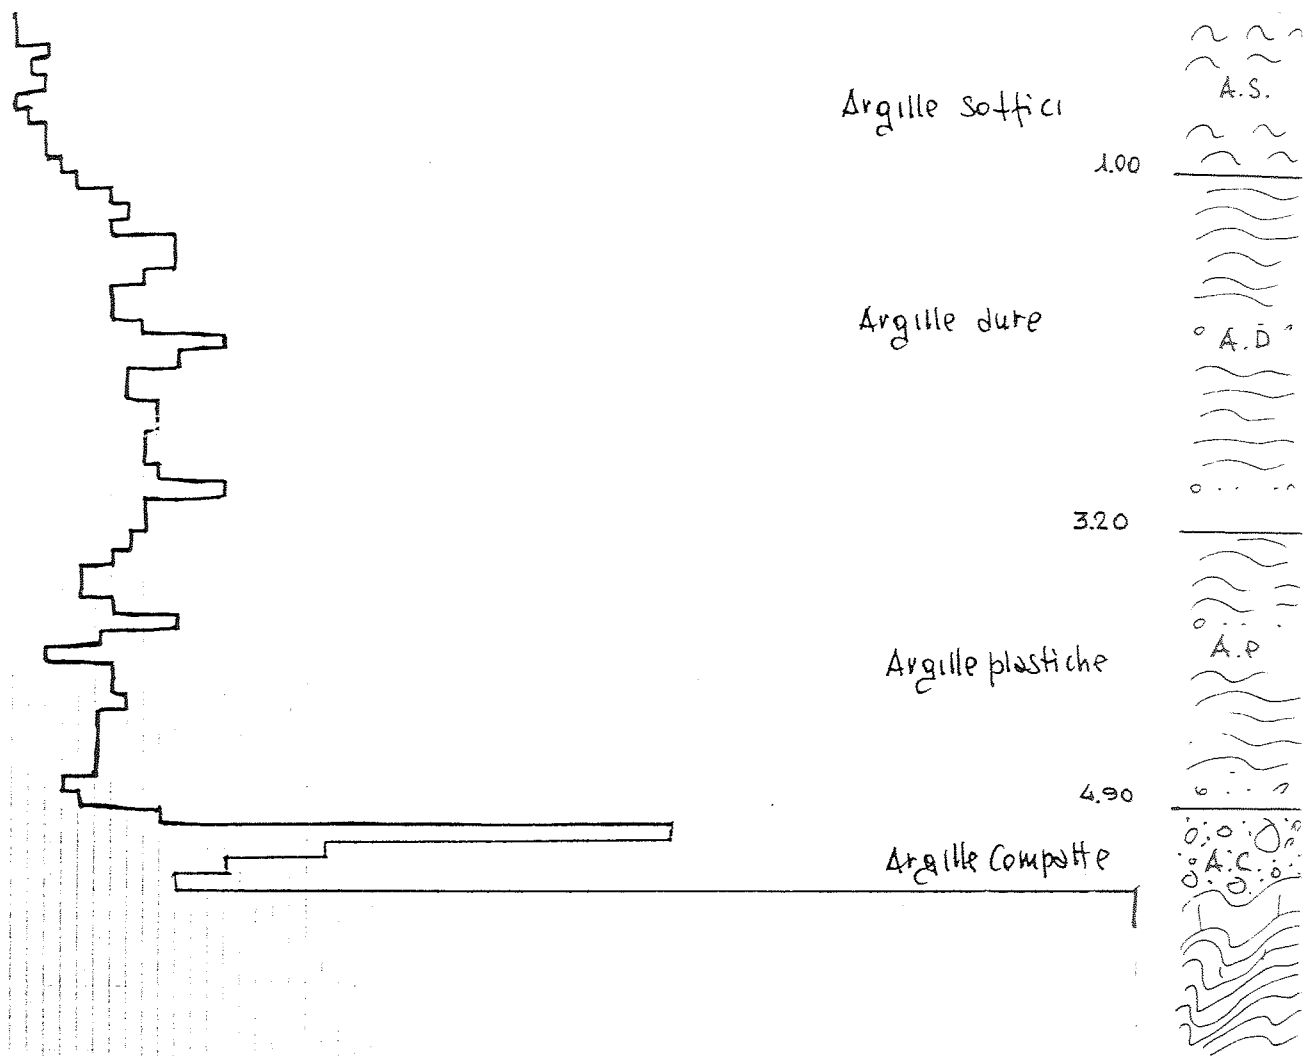 Argille soffici
A.S.
1.00
Argille dure
A.D
3.20
Argille plastiche
A.P
4.90
Argille Compatte
A.C.